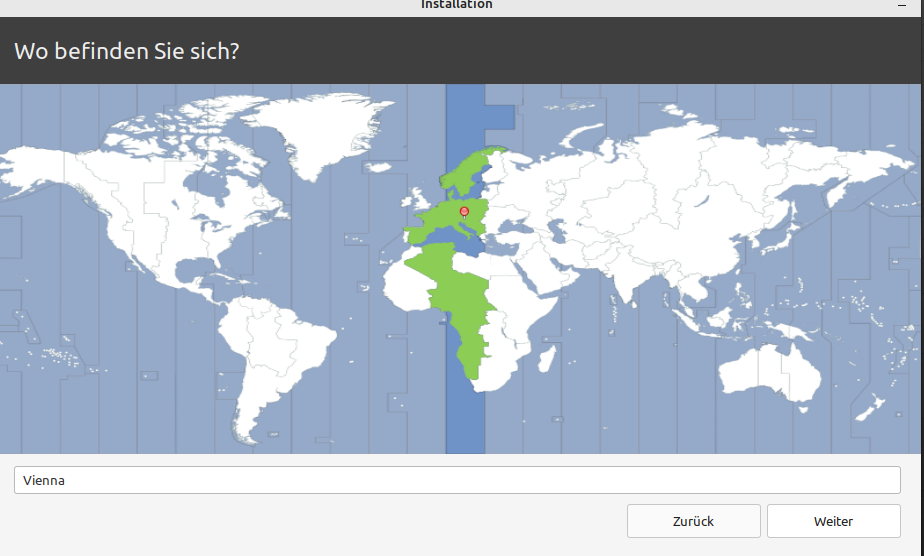 Installation
Wo befinden Sie sich?
Vienna
Zurück
Weiter